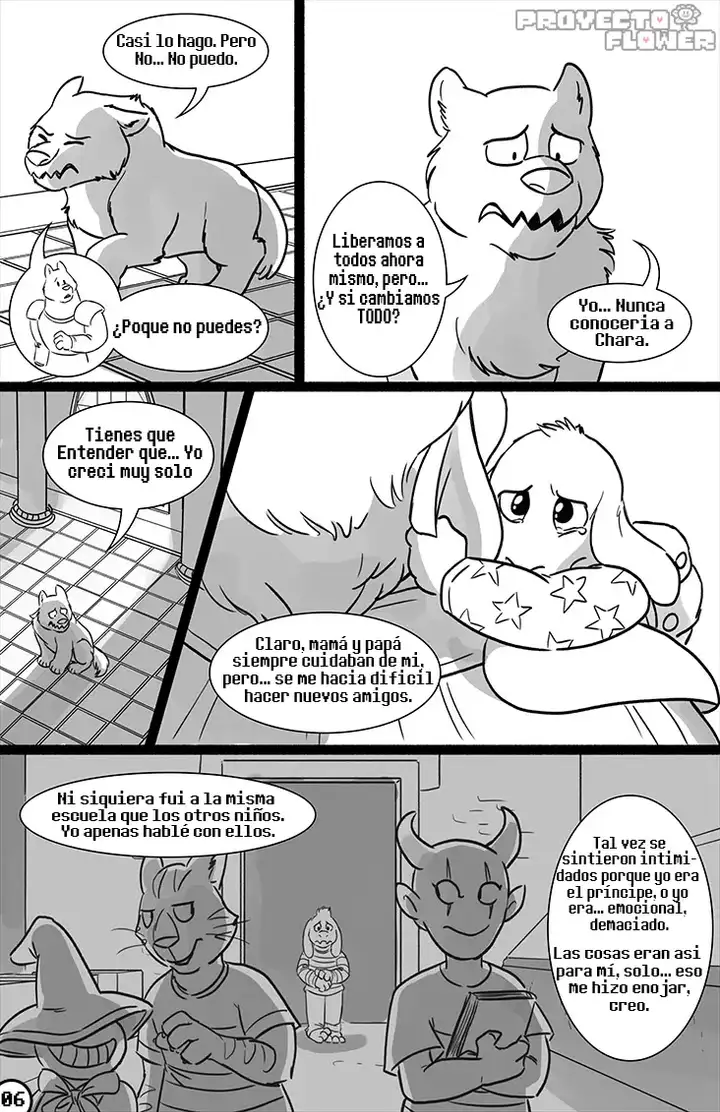 PROYECTO
FLOWER
Casi lo hago. Pero
No... No puedo.
¿Poque no puedes?
Liberamos a
todos ahora
mismo, pero...
¿Y si cambiamos
TODO?
Yo... Nunca
conoceria a
Chara.
Tienes que
Entender que... Yo
creci muy solo
Claro, mamá y papá
siempre cuidaban de mi,
pero... se me hacia dificil
hacer nuevos amigos.
Ni siquiera fui a la misma
escuela que los otros niños.
Yo apenas hablé con ellos.
Tal vez se
sintieron intimi-
dados porque yo era
el príncipe, o yo
era... emocional,
demaciado.
Las cosas eran asi
para mí, solo... eso
me hizo enojar,
creo.
06